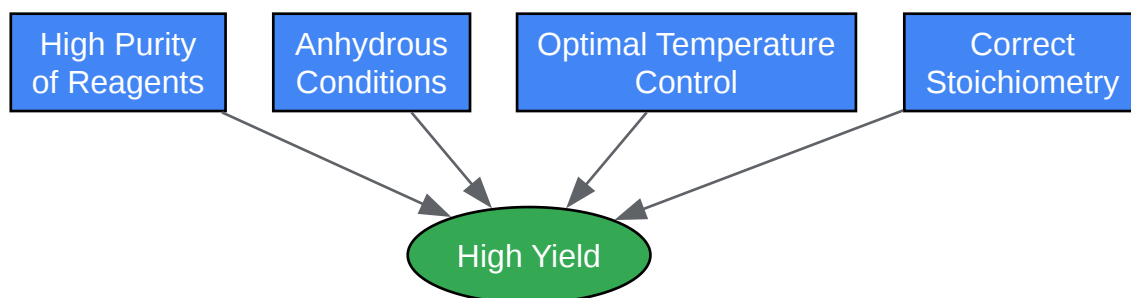 High Purity
of Reagents
Anhydrous
Conditions
Optimal Temperature
Control
Correct
Stoichiometry
High Yield